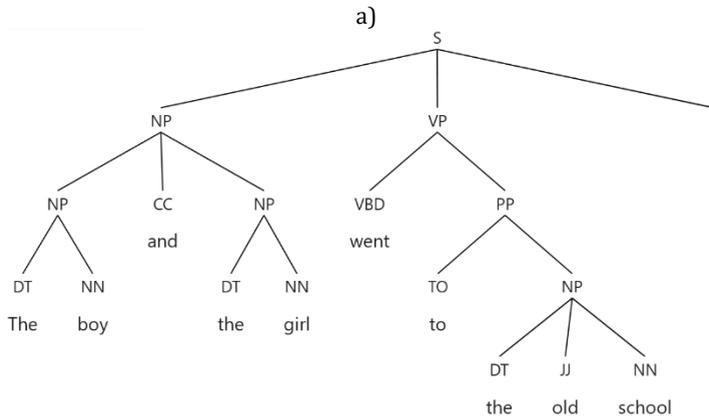 a)
S
NP VP
NP CC NP VBD PP
and went
DT NN DT NN TO NP
The boy the girl to
DT JJ NN
the old school